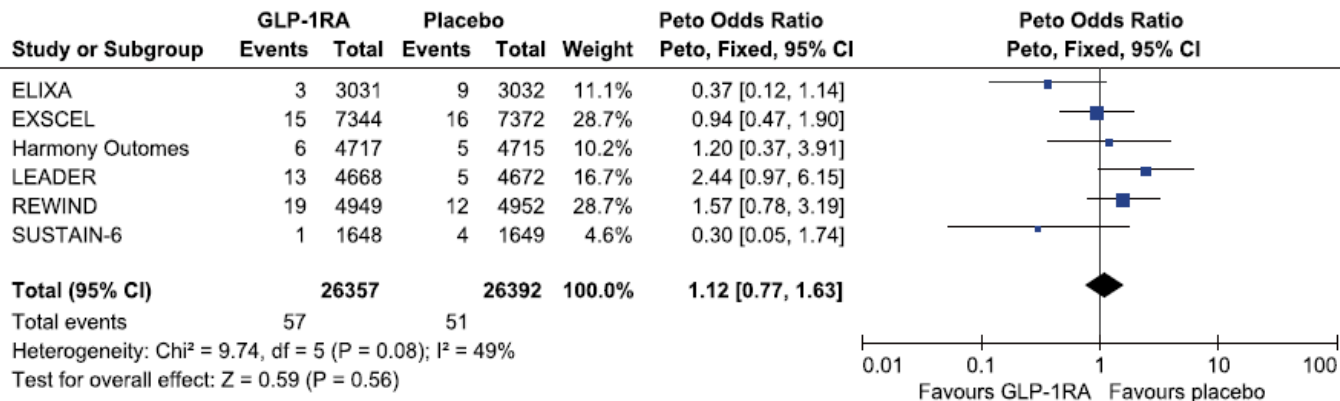 GLP-1RA Placebo Peto Odds Ratio Peto Odds Ratio
Study or Subgroup Events Total Events Total Weight Peto, Fixed, 95% CI Peto, Fixed, 95% CI
ELIXA 3 3031 9 3032 11.1% 0.37 [0.12, 1.14]
EXSCEL 15 7344 16 7372 28.7% 0.94 [0.47, 1.90]
Harmony Outomes 6 4717 5 4715 10.2% 1.20 [0.37, 3.91]
LEADER 13 4668 5 4672 16.7% 2.44 [0.97, 6.15]
REWIND 19 4949 12 4952 28.7% 1.57 [0.78, 3.19]
SUSTAIN-6 1 1648 4 1649 4.6% 0.30 [0.05, 1.74]
Total (95% CI) 26357 26392 100.0% 1.12 [0.77, 1.63]
Total events 57 51
Heterogeneity: Chi² = 9.74, df = 5 (P = 0.08); I² = 49%
Test for overall effect: Z = 0.59 (P = 0.56)
0.01 0.1 1 10 100
Favours GLP-1RA Favours placebo